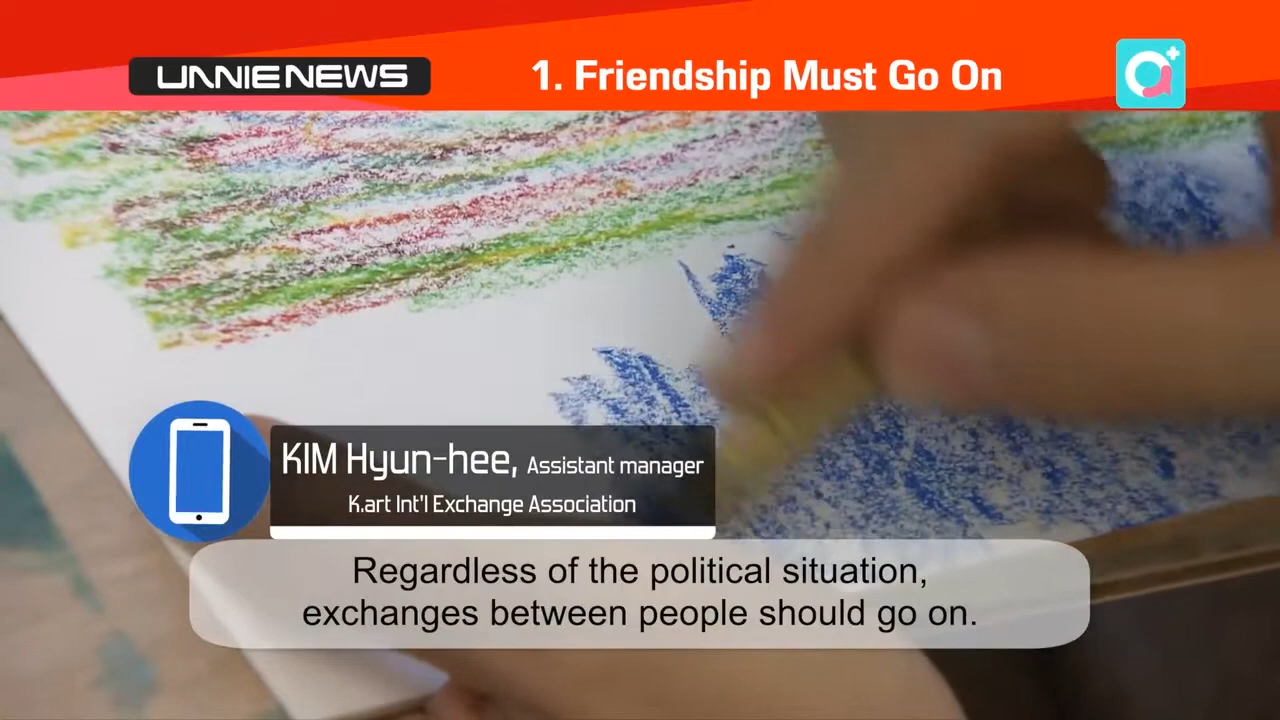 UNNIE NEWS
1. Friendship Must Go On
a+
KIM Hyun-hee, Assistant manager
K.art Int'l Exchange Association
Regardless of the political situation,
exchanges between people should go on.